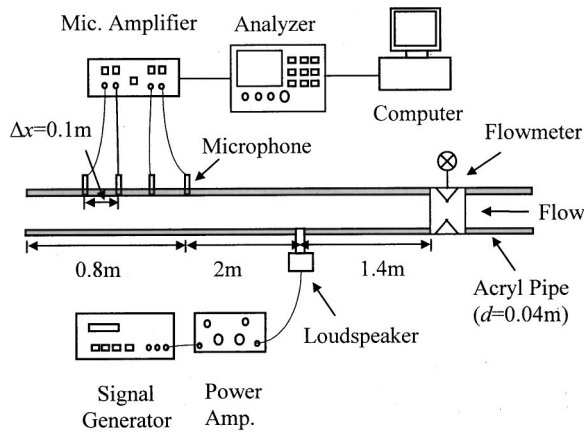 Mic. Amplifier
Analyzer
Computer
Δx=0.1m
Microphone
Flowmeter
Flow
0.8m
2m
1.4m
Acryl Pipe
(d=0.04m)
Loudspeaker
Signal
Generator
Power
Amp.